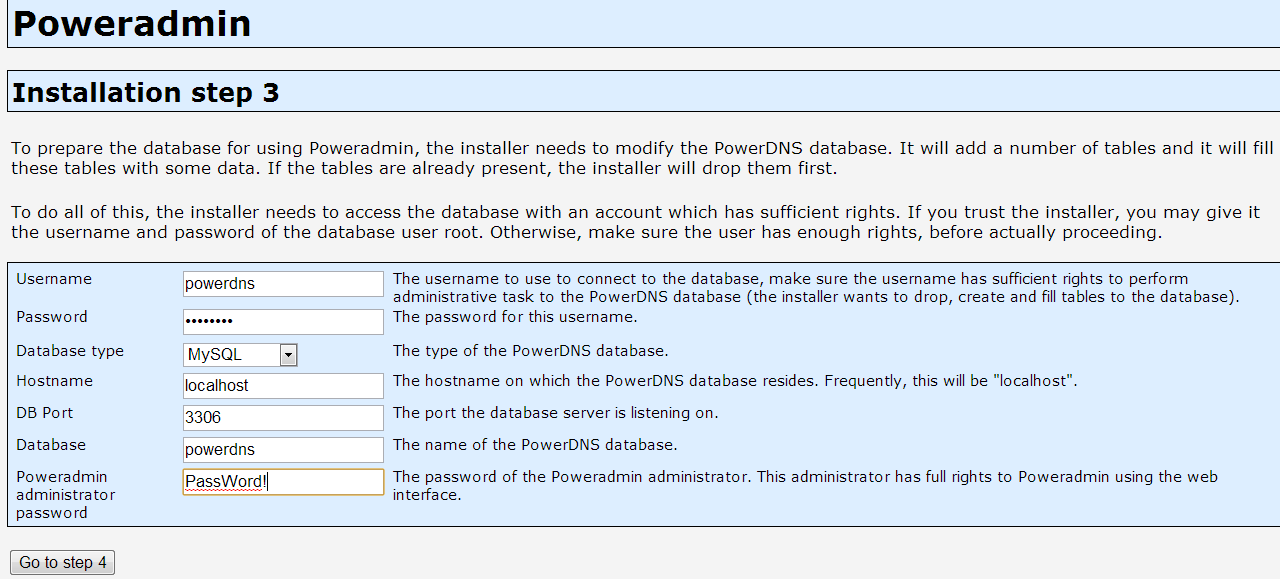 Poweradmin
Installation step 3
To prepare the database for using Poweradmin, the installer needs to modify the PowerDNS database. It will add a number of tables and it will fill
these tables with some data. If the tables are already present, the installer will drop them first.
To do all of this, the installer needs to access the database with an account which has sufficient rights. If you trust the installer, you may give it
the username and password of the database user root. Otherwise, make sure the user has enough rights, before actually proceeding.
Username powerdns The username to use to connect to the database, make sure the username has sufficient rights to perform
administrative task to the PowerDNS database (the installer wants to drop, create and fill tables to the database).
Password •••••••• The password for this username.
Database type MySQL The type of the PowerDNS database.
Hostname localhost The hostname on which the PowerDNS database resides. Frequently, this will be "localhost".
DB Port 3306 The port the database server is listening on.
Database powerdns The name of the PowerDNS database.
Poweradmin PassWord! The password of the Poweradmin administrator. This administrator has full rights to Poweradmin using the web
administrator interface.
password
Go to step 4